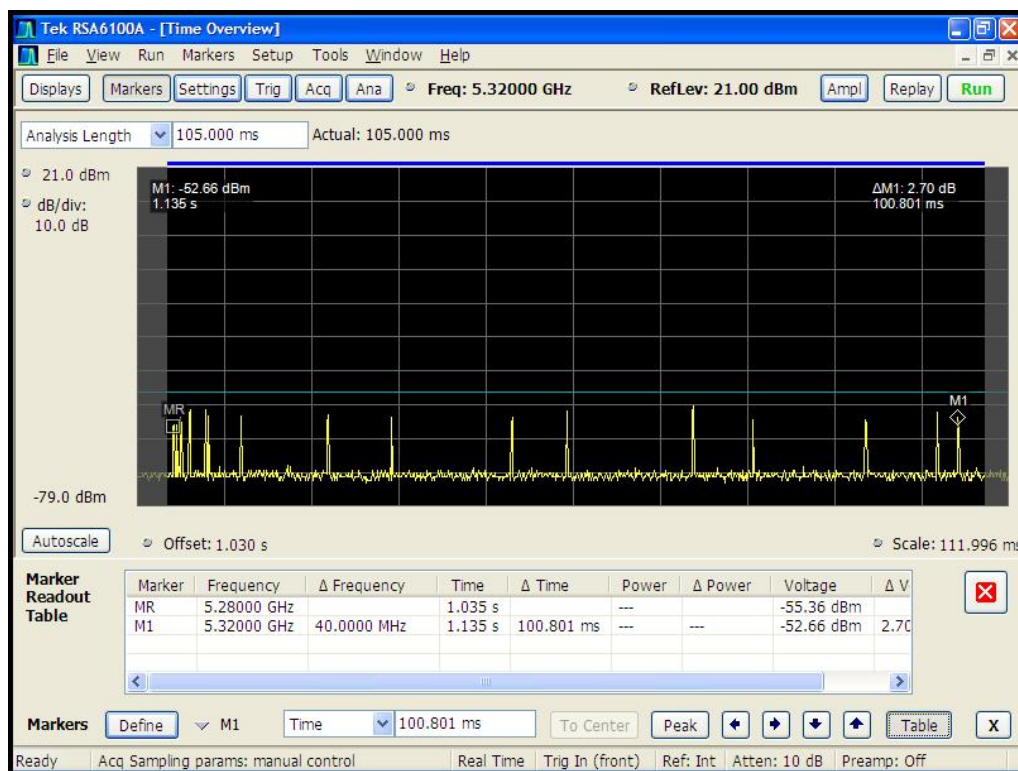 Tek RSA6100A - [Time Overview]
File View Run Markers Setup Tools Window Help
Displays Markers Settings Trig Acq Ana Freq: 5.32000 GHz RefLev: 21.00 dBm Ampl Replay Run
Analysis Length 105.000 ms Actual: 105.000 ms
21.0 dBm
dB/div:
10.0 dB
M1: -52.66 dBm
1.135 s
ΔM1: 2.70 dB
100.801 ms
MR
M1
-79.0 dBm
Autoscale Offset: 1.030 s Scale: 111.996 ms
Marker
Readout
Table
Marker Frequency Δ Frequency Time Δ Time Power Δ Power Voltage Δ V
MR 5.28000 GHz 1.035 s --- -55.36 dBm
M1 5.32000 GHz 40.0000 MHz 1.135 s 100.801 ms --- --- -52.66 dBm 2.70
Markers Define M1 Time 100.801 ms To Center Peak Table X
Ready Acq Sampling params: manual control Real Time Trig In (front) Ref: Int Atten: 10 dB Preamp: Off